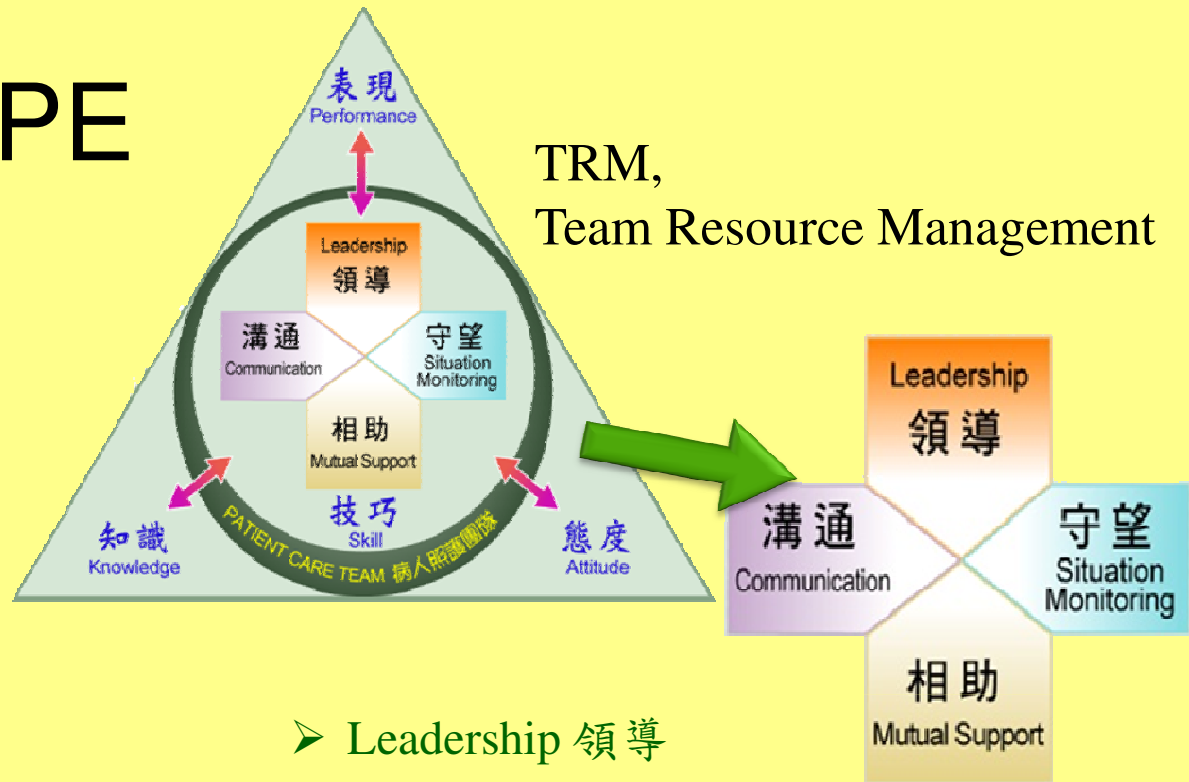 PE
TRM,
Team Resource Management
表現
Performance
Leadership
領導
溝通
Communication
守望
Situation
Monitoring
相助
Mutual Support
技巧
Skill
知識
Knowledge
態度
Attitude
PATIENT CARE TEAM 病人照護團隊
Leadership
領導
溝通
Communication
守望
Situation
Monitoring
相助
Mutual Support
➢ Leadership 領導